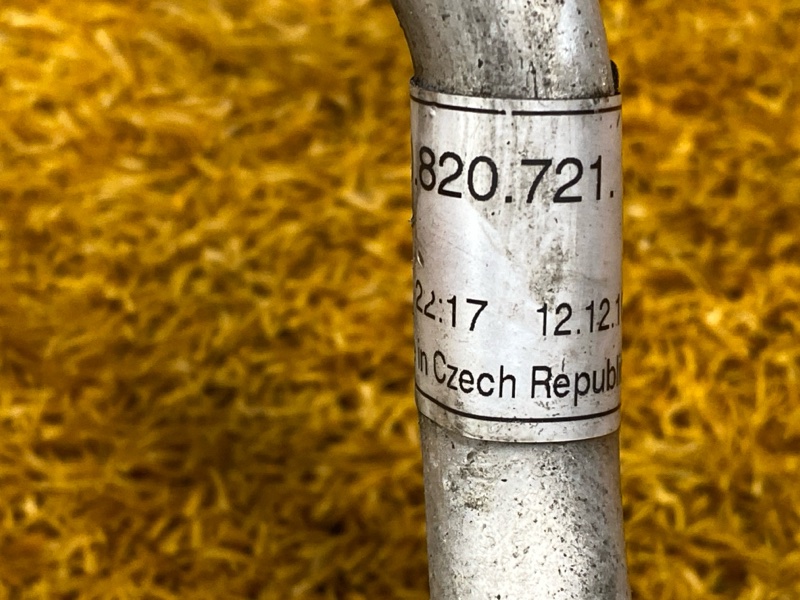 .820.721.
22:17 12.12.1
in Czech Republi